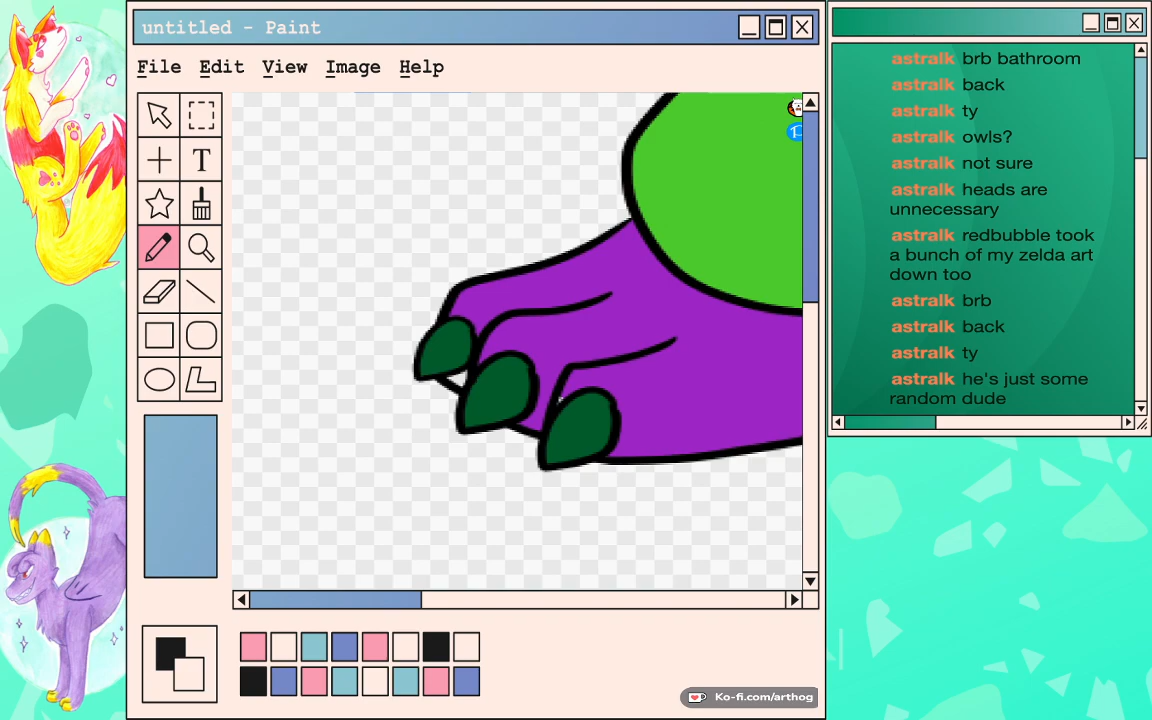 untitled - Paint
File Edit View Image Help
T
Ko-fi.com/arthog
astralk brb bathroom
astralk back
astralk ty
astralk owls?
astralk not sure
astralk heads are
unnecessary
astralk redbubble took
a bunch of my zelda art
down too
astralk brb
astralk back
astralk ty
astralk he's just some
random dude